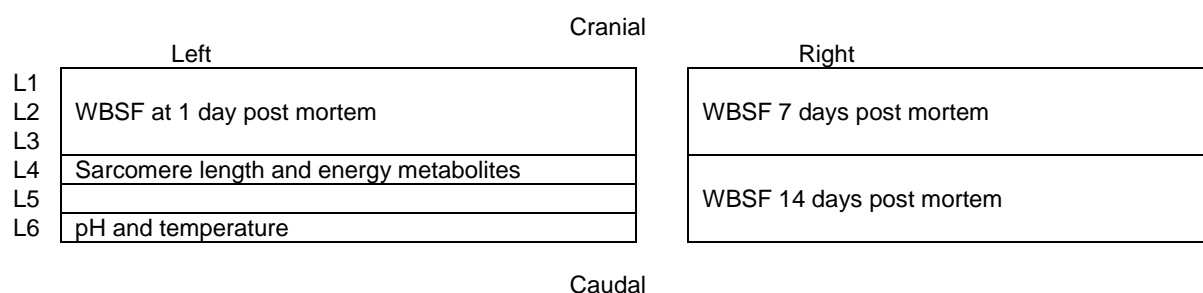 Cranial
Left Right
L1
L2 WBSF at 1 day post mortem WBSF 7 days post mortem
L3
L4 Sarcomere length and energy metabolites
L5 WBSF 14 days post mortem
L6 pH and temperature
Caudal